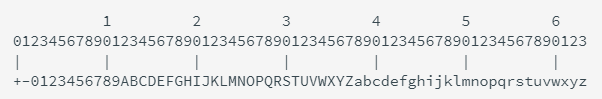 1         2         3         4         5         6
0123456789012345678901234567890123456789012345678901234567890123
|         |         |         |         |         |         |
+-0123456789ABCDEFGHIJKLMNOPQRSTUVWXYZabcdefghijklmnopqrstuvwxyz